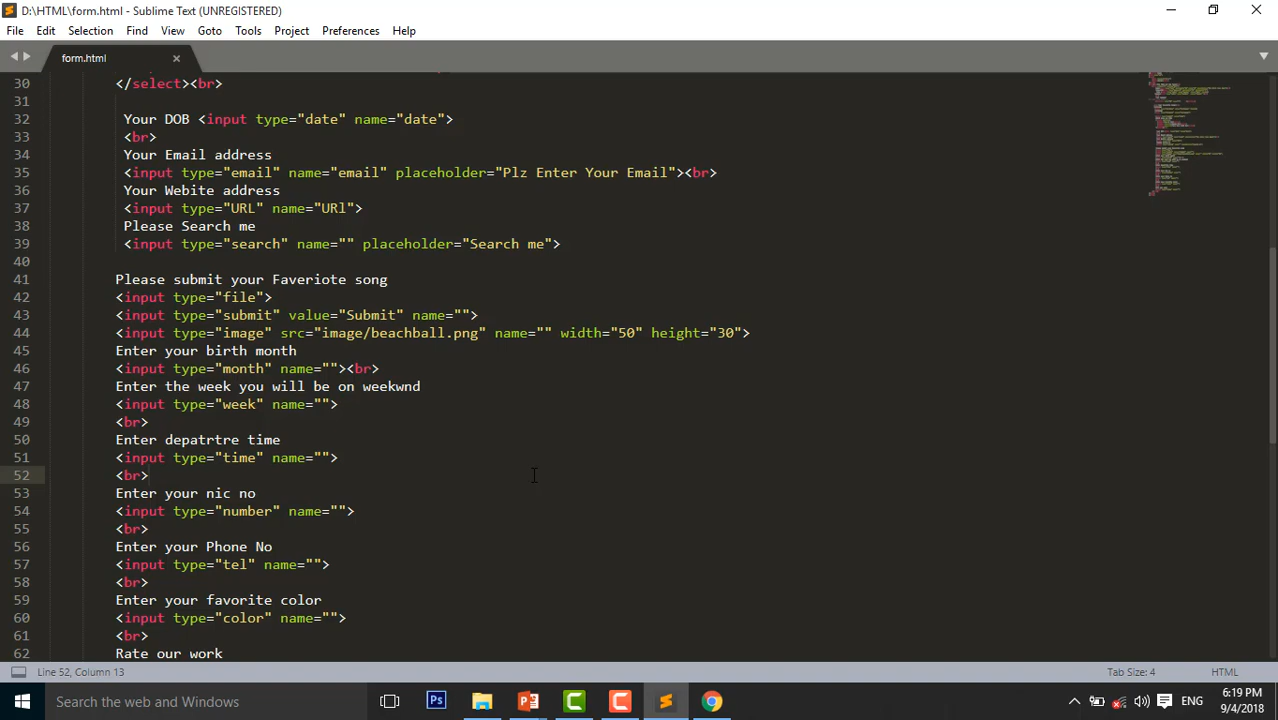 D:\HTML\form.html - Sublime Text (UNREGISTERED)
File Edit Selection Find View Goto Tools Project Preferences Help
form.html
30 </select><br>
31
32 Your DOB <input type="date" name="date">
33 <br>
34 Your Email address
35 <input type="email" name="email" placeholder="Plz Enter Your Email"><br>
36 Your Webite address
37 <input type="URL" name="URl">
38 Please Search me
39 <input type="search" name="" placeholder="Search me">
40
41 Please submit your Faveriote song
42 <input type="file">
43 <input type="submit" value="Submit" name="">
44 <input type="image" src="image/beachball.png" name="" width="50" height="30">
45 Enter your birth month
46 <input type="month" name=""><br>
47 Enter the week you will be on weekwnd
48 <input type="week" name="">
49 <br>
50 Enter depatrtre time
51 <input type="time" name="">
52 <br>
53 Enter your nic no
54 <input type="number" name="">
55 <br>
56 Enter your Phone No
57 <input type="tel" name="">
58 <br>
59 Enter your favorite color
60 <input type="color" name="">
61 <br>
62 Rate our work
Line 52, Column 13 Tab Size: 4 HTML
Search the web and Windows Ps ENG 6:19 PM
9/4/2018